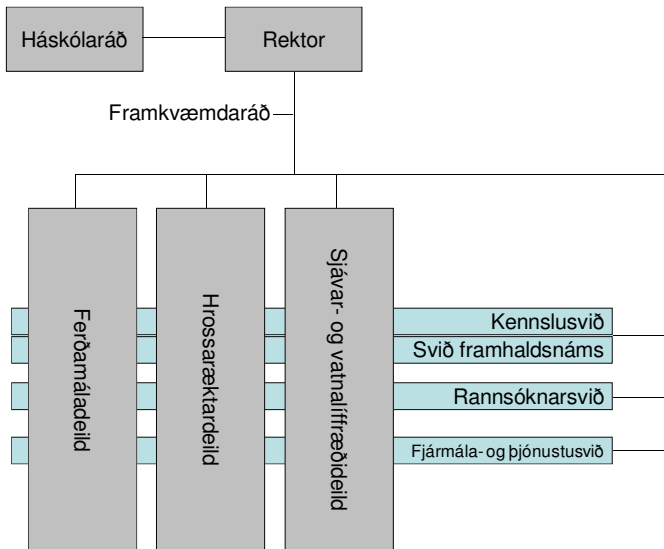 Háskólaráð
Rektor
Framkvæmdaráð
Ferðamáladeild
Hrossaræktardeild
Sjávar- og vatnalíffræðideild
Kennslusvið
Svið framhaldsnáms
Rannsóknarsvið
Fjármála- og þjónustusvið